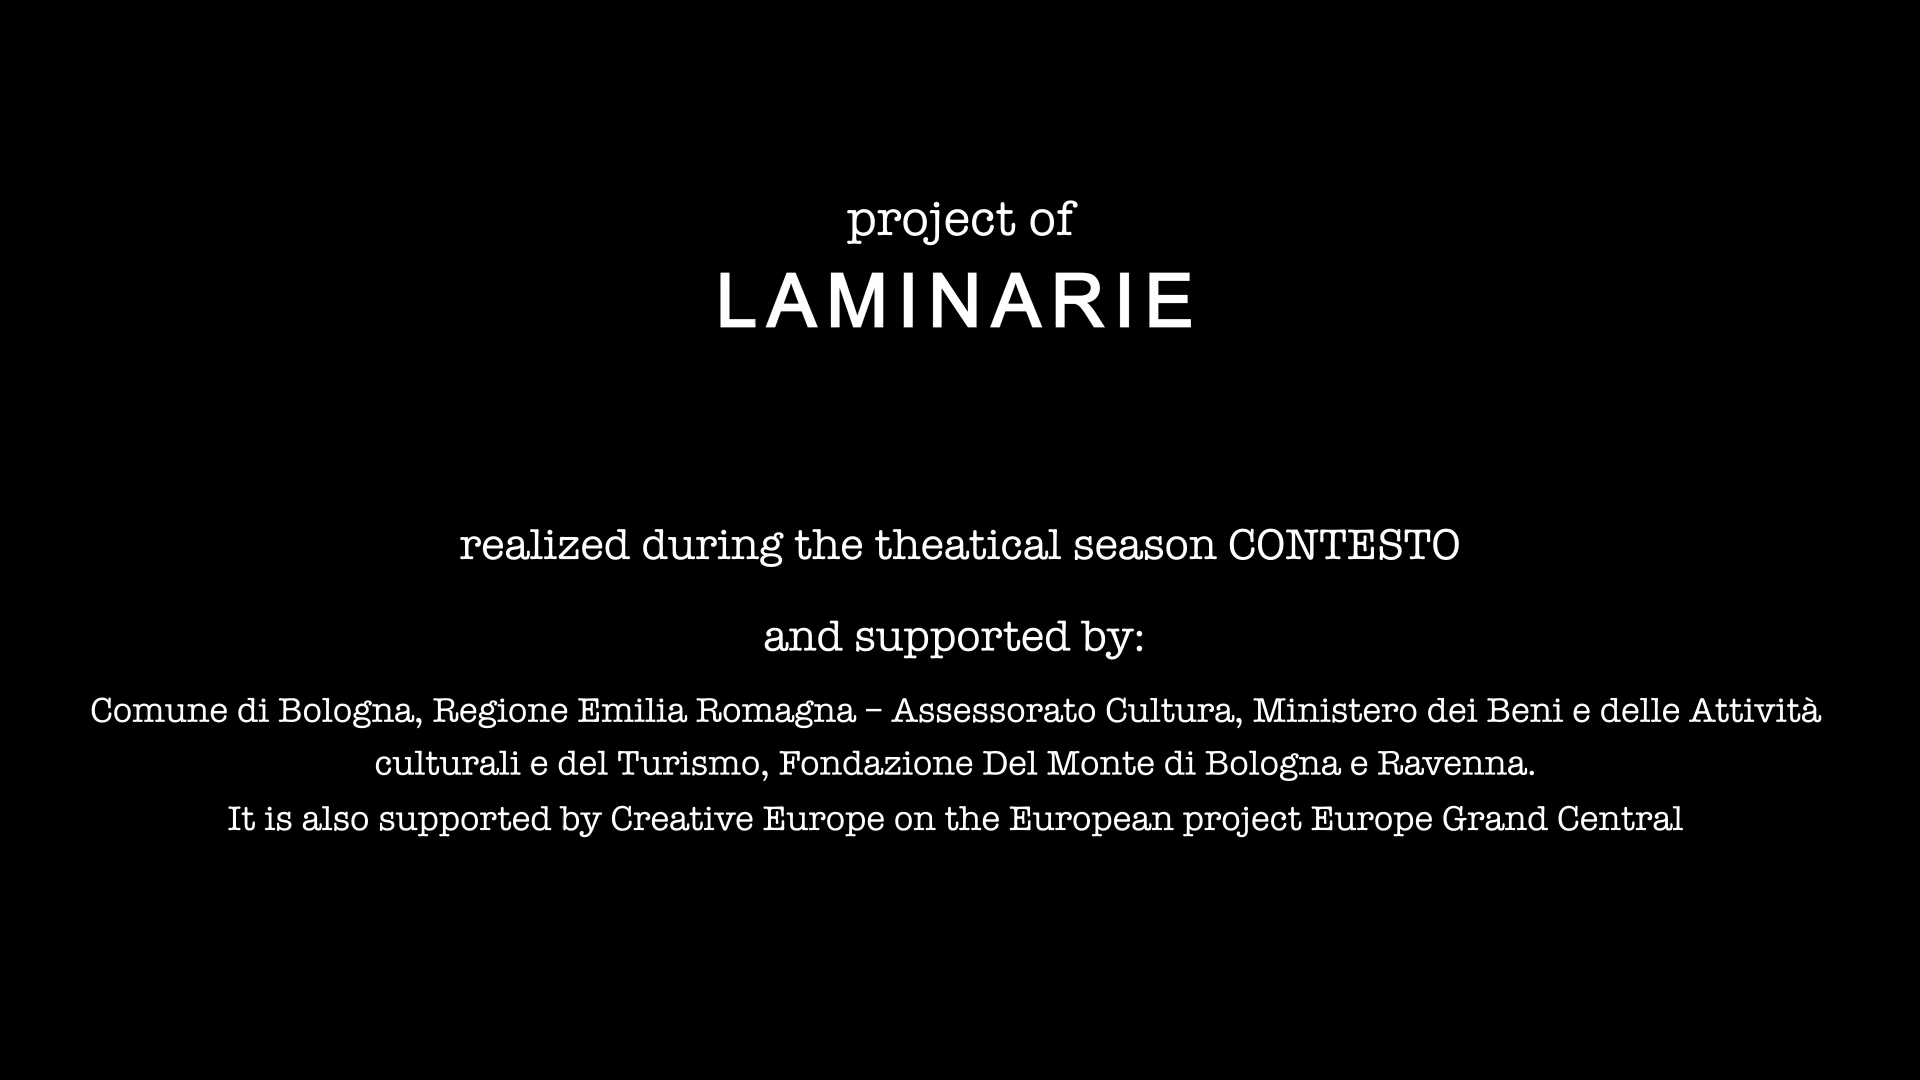 project of
LAMINARIE
realized during the theatical season CONTESTO
and supported by:
Comune di Bologna, Regione Emilia Romagna – Assessorato Cultura, Ministero dei Beni e delle Attività
culturali e del Turismo, Fondazione Del Monte di Bologna e Ravenna.
It is also supported by Creative Europe on the European project Europe Grand Central